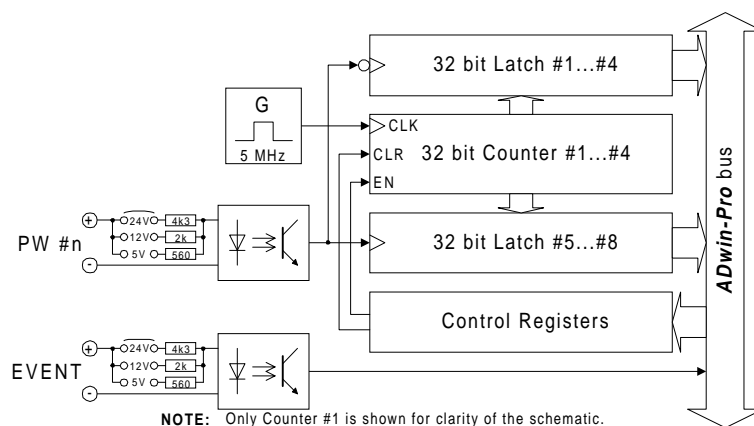 32 bit Latch #1...#4
G
5 MHz
CLK
CLR
EN
32 bit Counter #1...#4
PW #n
+
-
24V
4k3
12V
2k
5V
560
32 bit Latch #5...#8
Control Registers
EVENT
+
-
24V
4k3
12V
2k
5V
560
ADwin-Pro bus
NOTE: Only Counter #1 is shown for clarity of the schematic.